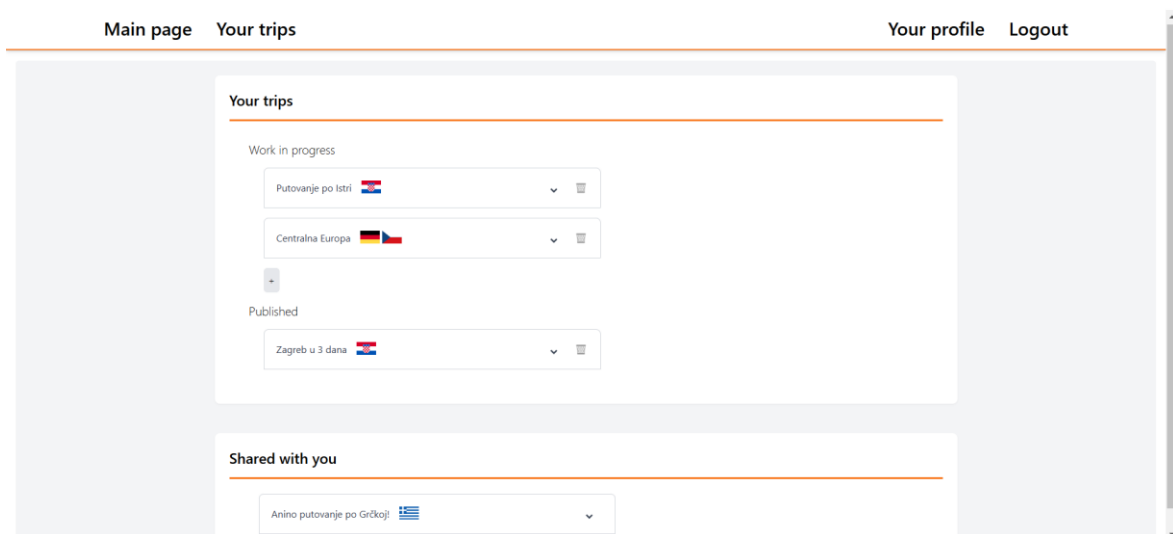 Main page Your trips Your profile Logout
Your trips
Work in progress
Putovanje po Istri
Centralna Europa
+
Published
Zagreb u 3 dana
Shared with you
Anino putovanje po Grčkoj!